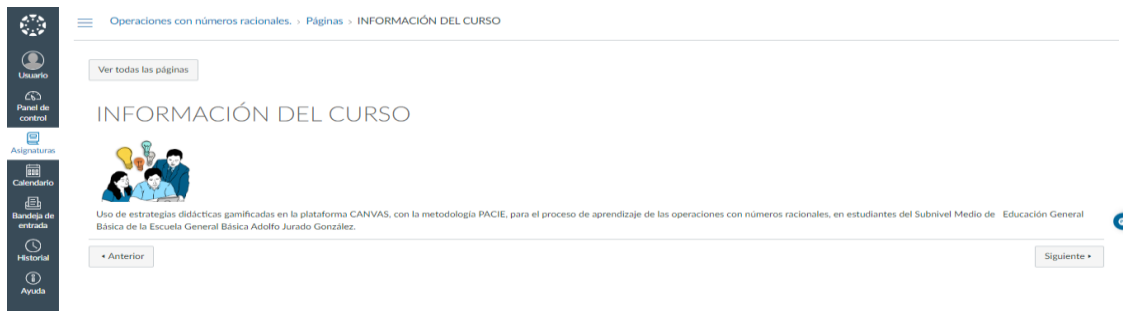 Operaciones con números racionales. › Páginas › INFORMACIÓN DEL CURSO
Usuario
Panel de
control
Asignaturas
Calendario
Bandeja de
entrada
Historial
Ayuda
Ver todas las páginas
INFORMACIÓN DEL CURSO
Uso de estrategias didácticas gamificadas en la plataforma CANVAS, con la metodología PACIE, para el proceso de aprendizaje de las operaciones con números racionales, en estudiantes del Subnivel Medio de Educación General
Básica de la Escuela General Básica Adolfo Jurado González.
◂ Anterior
Siguiente ▸